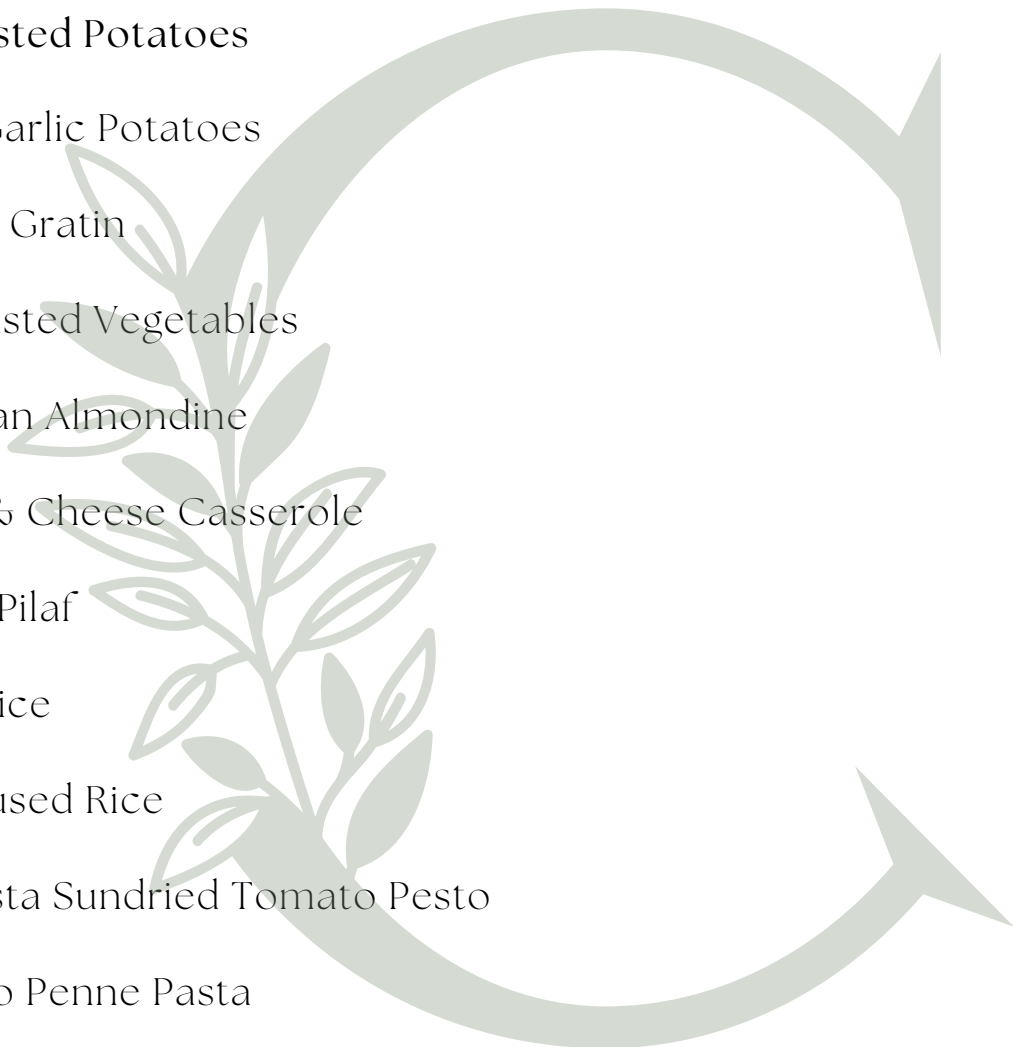 sted Potatoes
Garlic Potatoes
Gratin
sted Vegetables
an Almondine
& Cheese Casserole
Pilaf
ice
used Rice
sta Sundried Tomato Pesto
o Penne Pasta
C